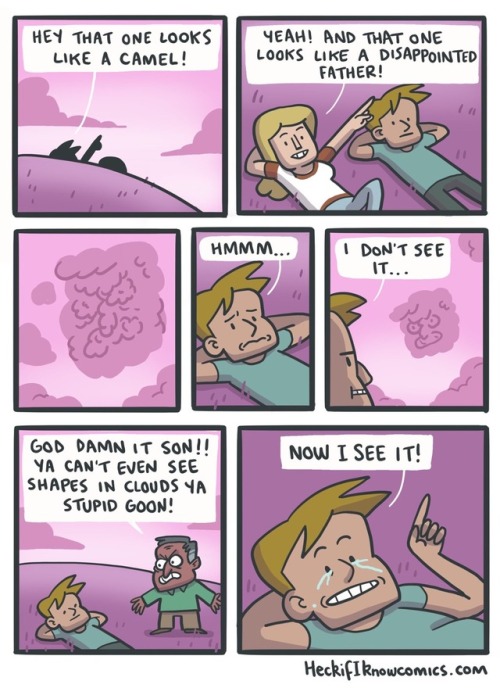 HEY THAT ONE LOOKS
LIKE A CAMEL!
YEAH! AND THAT ONE
LOOKS LIKE A DISAPPOINTED
FATHER!
HMMM...
I DON'T SEE
IT...
GOD DAMN IT SON!!
YA CAN'T EVEN SEE
SHAPES IN CLOUDS YA
STUPID GOON!
NOW I SEE IT!
HeckifIknowcomics.com